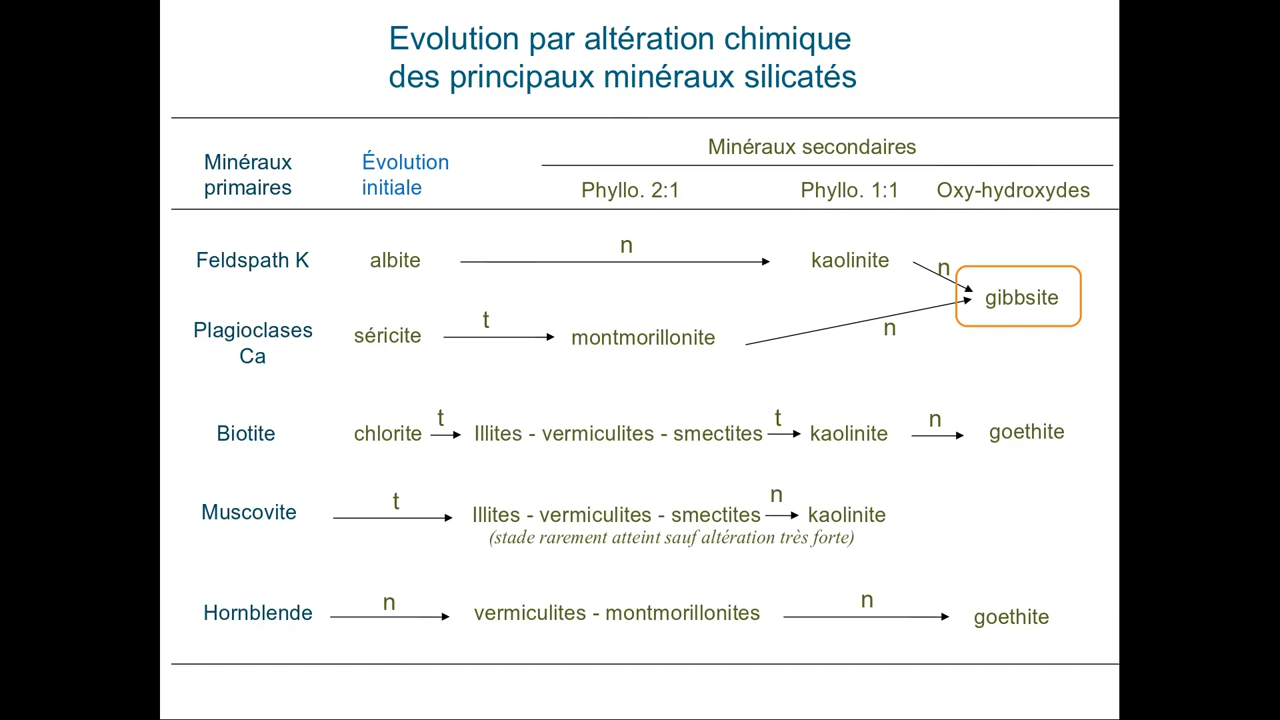 Evolution par altération chimique
des principaux minéraux silicatés
Minéraux secondaires
Minéraux
primaires
Évolution
initiale
Phyllo. 2:1
Phyllo. 1:1
Oxy-hydroxydes
Feldspath K
albite
n
kaolinite
n
gibbsite
Plagioclases
Ca
séricite
t
montmorillonite
n
Biotite
chlorite
t
Illites - vermiculites - smectites
t
kaolinite
n
goethite
Muscovite
t
Illites - vermiculites - smectites
n
kaolinite
(stade rarement atteint sauf altération très forte)
Hornblende
n
vermiculites - montmorillonites
n
goethite